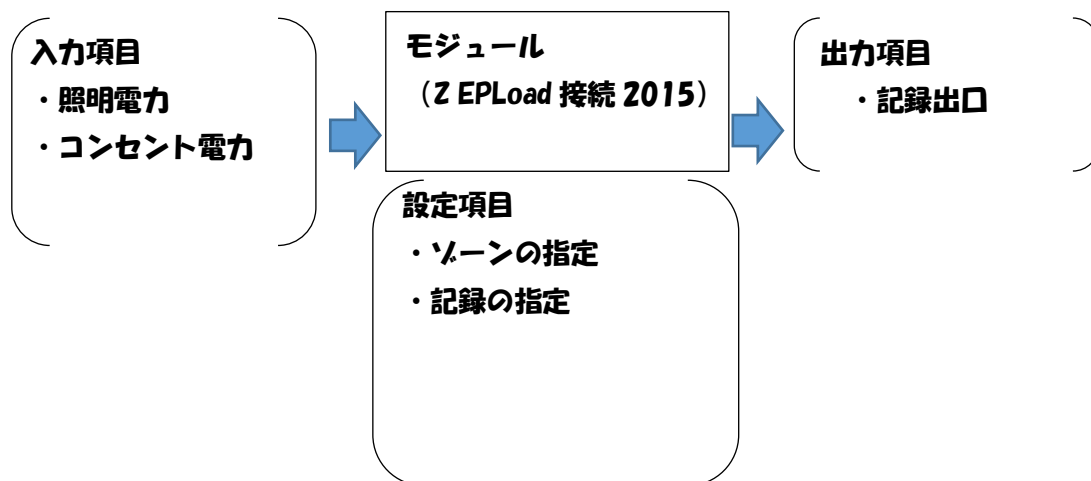 入力項目
・照明電力
・コンセント電力
モジュール
（Z EPLoad 接続 2015）
設定項目
・ゾーンの指定
・記録の指定
出力項目
・記録出口